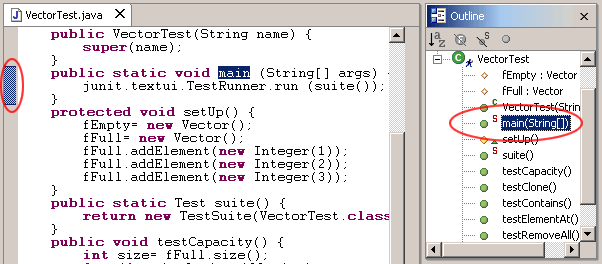 VectorTest.java
public VectorTest(String name) {
super(name);
}
public static void main (String[] args) {
junit.textui.TestRunner.run (suite());
}
protected void setUp() {
fEmpty= new Vector();
fFull= new Vector();
fFull.addElement(new Integer(1));
fFull.addElement(new Integer(2));
fFull.addElement(new Integer(3));
}
public static Test suite() {
return new TestSuite(VectorTest.class
}
public void testCapacity() {
int size= fFull.size();
Outline
VectorTest
fEmpty : Vector
fFull : Vector
VectorTest(Stri
main(String[])
setUp()
suite()
testCapacity()
testClone()
testContains()
testElementAt()
testRemoveAll()